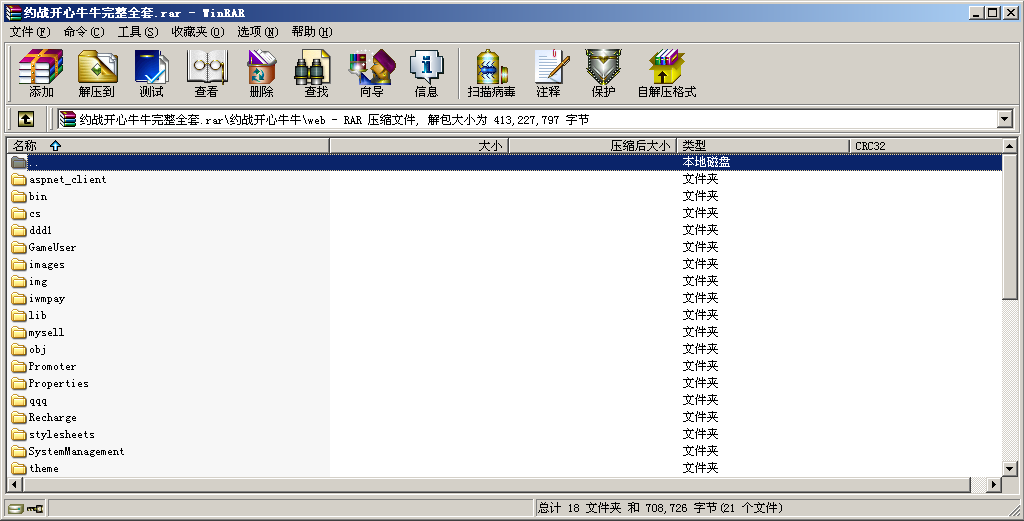 约战开心牛牛完整全套.rar - WinRAR
文件(F) 命令(C) 工具(S) 收藏夹(O) 选项(N) 帮助(H)
添加 解压到 测试 查看 删除 查找 向导 信息 扫描病毒 注释 保护 自解压格式
约战开心牛牛完整全套.rar\约战开心牛牛\web - RAR 压缩文件, 解包大小为 413,227,797 字节
名称 大小 压缩后大小 类型 CRC32
.. 本地磁盘
aspnet_client 文件夹
bin 文件夹
cs 文件夹
ddd1 文件夹
GameUser 文件夹
images 文件夹
img 文件夹
iwmpay 文件夹
lib 文件夹
mysell 文件夹
obj 文件夹
Promoter 文件夹
Properties 文件夹
qqq 文件夹
Recharge 文件夹
stylesheets 文件夹
SystemManagement 文件夹
theme 文件夹
总计 18 文件夹 和 708,726 字节(21 个文件)